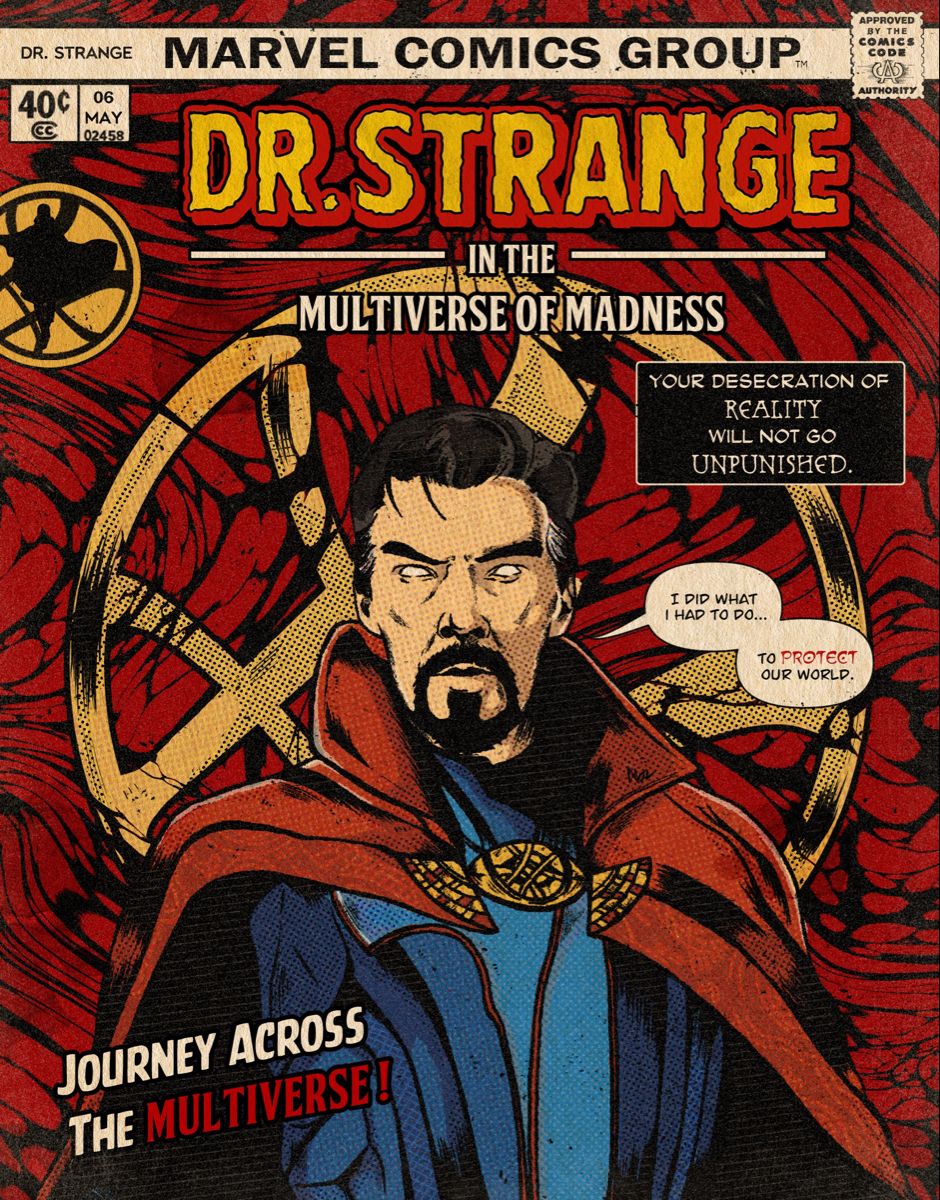 DR. STRANGE
MARVEL COMICS GROUP™
APPROVED
BY THE
COMICS
CODE
AUTHORITY
40¢
CC
06
MAY
02458
DR. STRANGE
IN THE
MULTIVERSE OF MADNESS
YOUR DESECRATION OF
REALITY
WILL NOT GO
UNPUNISHED.
I DID WHAT
I HAD TO DO...
TO PROTECT
OUR WORLD.
JOURNEY ACROSS
THE MULTIVERSE!